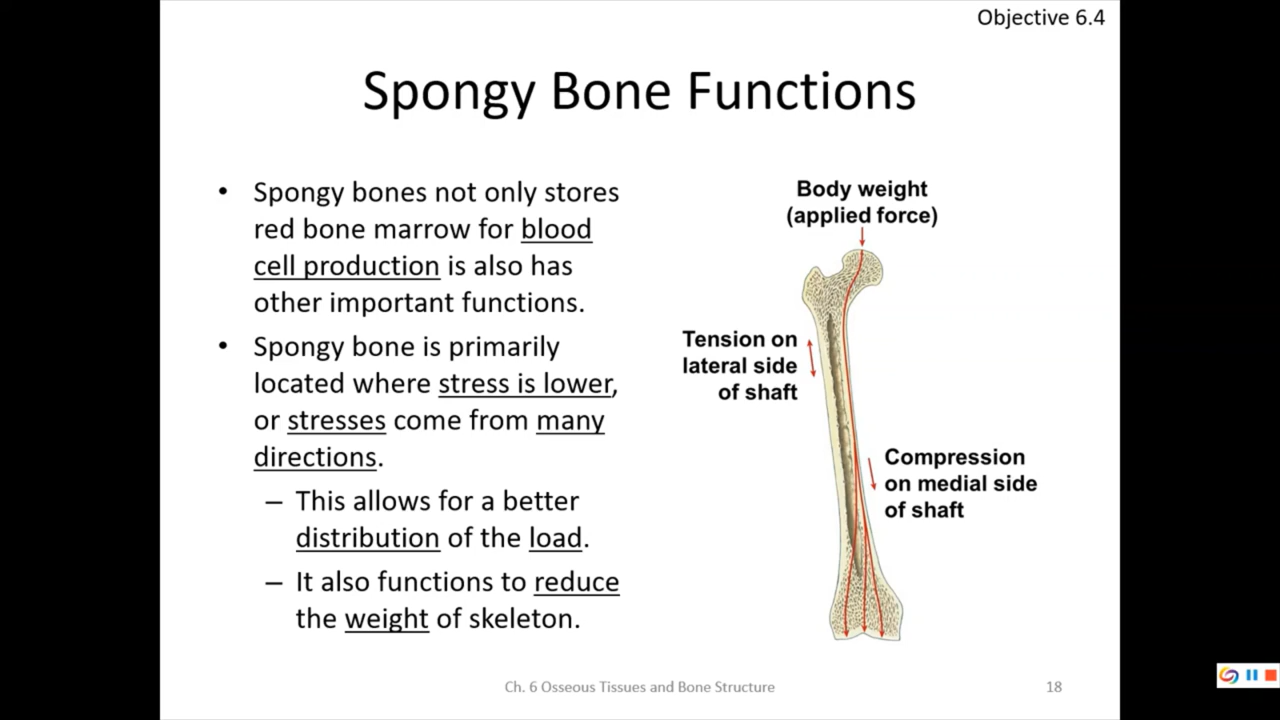 Objective 6.4
Spongy Bone Functions
• Spongy bones not only stores
red bone marrow for blood
cell production is also has
other important functions.
• Spongy bone is primarily
located where stress is lower,
or stresses come from many
directions.
– This allows for a better
distribution of the load.
– It also functions to reduce
the weight of skeleton.
Body weight
(applied force)
Tension on
lateral side
of shaft
Compression
on medial side
of shaft
Ch. 6 Osseous Tissues and Bone Structure
18